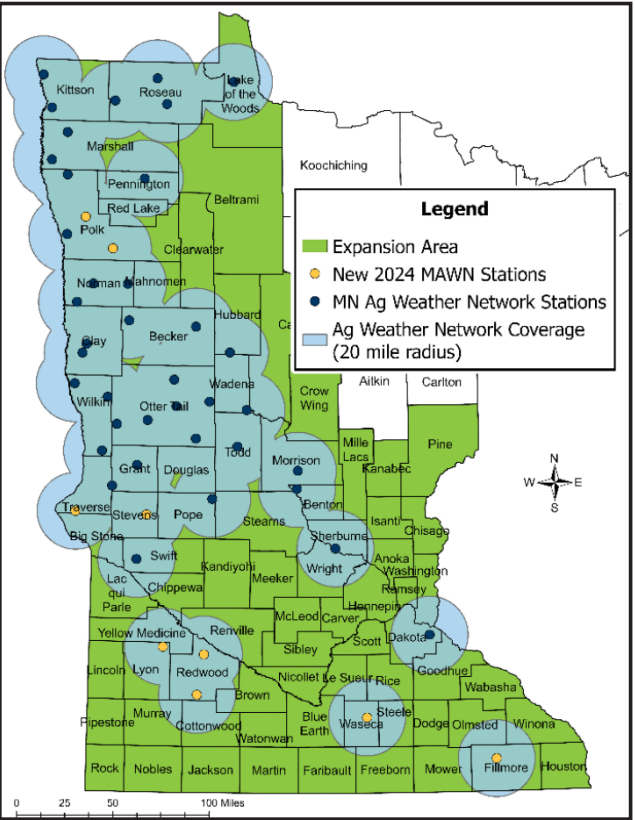 Kittson
Roseau
Lake
of the
Woods
Marshall
Koochiching
Pennington
Beltrami
Red Lake
Polk
Clearwater
Legend
Expansion Area
New 2024 MAWN Stations
MN Ag Weather Network Stations
Ag Weather Network Coverage
(20 mile radius)
Norman
Mahnomen
Hubbard
Ca
Clay
Becker
Wadena
Crow
Wing
Aitkin
Carlton
Wilkin
Otter Tail
Mille
Lacs
Pine
Todd
Morrison
Kanabec
Grant
Douglas
N
W
E
S
Benton
Traverse
Stevens
Pope
Stearns
Isanti
Chisago
Big Stone
Sherburne
Swift
Kandiyohi
Wright
Anoka
Washington
Lac
qui
Parle
Chippewa
Meeker
Ramsey
Hennepin
McLeod
Carver
Yellow Medicine
Renville
Scott
Dakota
Sibley
Lincoln
Lyon
Redwood
Nicollet
Le Sueur
Rice
Goodhue
Wabasha
Brown
Pipestone
Murray
Cottonwood
Watonwan
Blue
Earth
Waseca
Steele
Dodge
Olmsted
Winona
Rock
Nobles
Jackson
Martin
Faribault
Freeborn
Mower
Fillmore
Houston
0 25 50 100 Miles